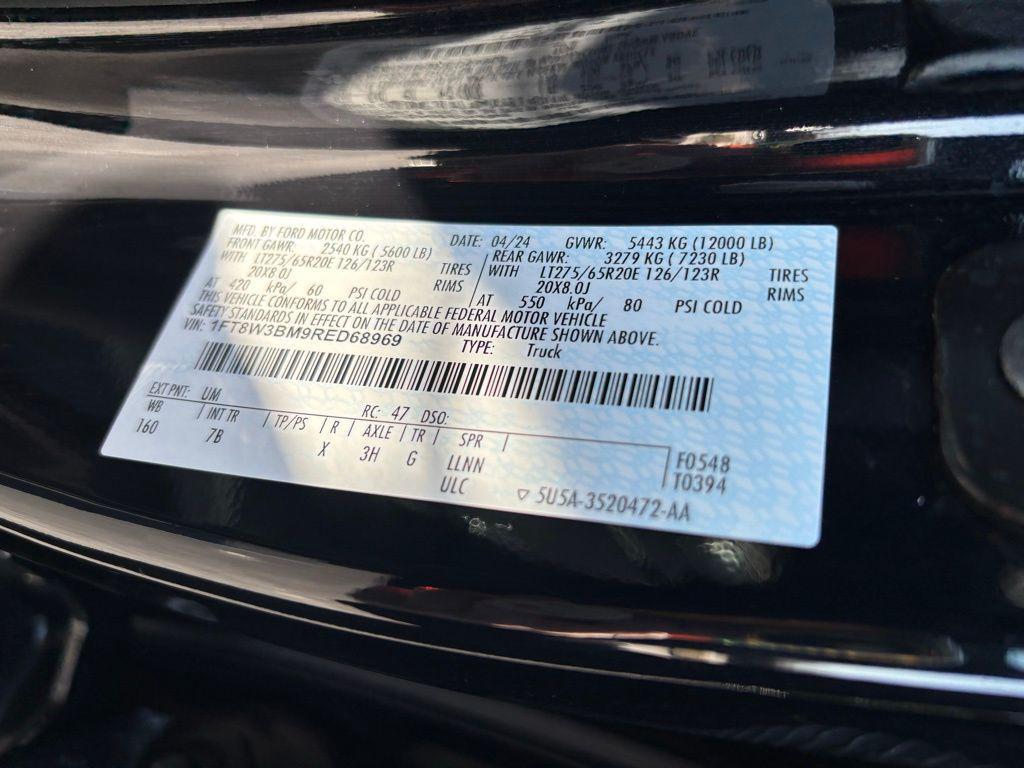 MFD. BY FORD MOTOR CO. DATE: 04/24 GVWR: 5443 KG (12000 LB)
FRONT GAWR: 2540 KG (5600 LB) REAR GAWR: 3279 KG (7230 LB)
WITH LT275/65R20E 126/123R TIRES WITH LT275/65R20E 126/123R TIRES
20X8.0J RIMS 20X8.0J RIMS
AT 420 kPa/ 60 PSI COLD AT 550 kPa/ 80 PSI COLD
THIS VEHICLE CONFORMS TO ALL APPLICABLE FEDERAL MOTOR VEHICLE
SAFETY STANDARDS IN EFFECT ON THE DATE OF MANUFACTURE SHOWN ABOVE.
VIN: 1FT8W3BM9RED68969 TYPE: Truck
EXT PNT: UM RC: 47 DSO:
WB INT TR TP/PS R AXLE TR SPR
160 7B X 3H G LLNN F0548
ULC T0394
5U5A-3520472-AA